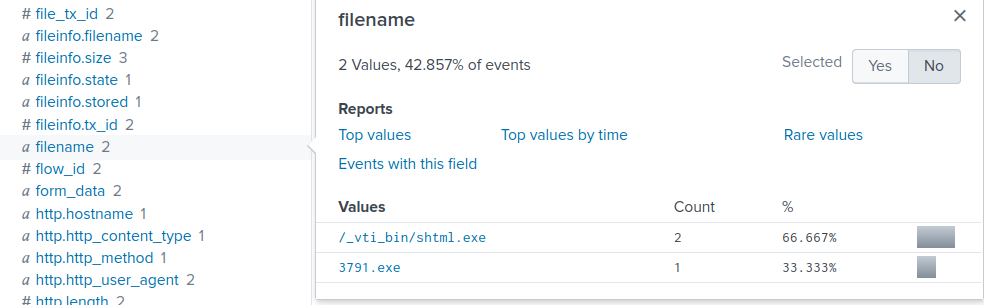 # file_tx_id 2
a fileinfo.filename 2
# fileinfo.size 3
a fileinfo.state 1
a fileinfo.stored 1
# fileinfo.tx_id 2
a filename 2
# flow_id 2
a form_data 2
a http.hostname 1
a http.http_content_type 1
a http.http_method 1
a http.http_user_agent 2
# http.length 2
filename
2 Values, 42.857% of events
Selected Yes No
Reports
Top values Top values by time Rare values
Events with this field
Values Count %
/_vti_bin/shtml.exe 2 66.667%
3791.exe 1 33.333%